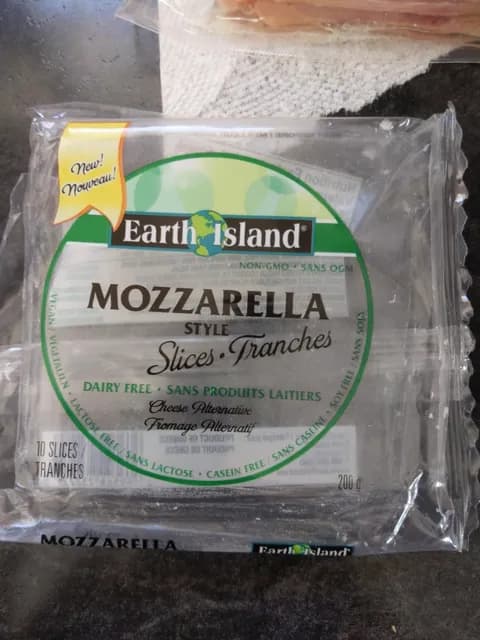 New!
Nouveau!
Earth Island®
NON-GMO • SANS OGM
MOZZARELLA
STYLE
Slices • Tranches
DAIRY FREE • SANS PRODUITS LAITIERS
Cheese Alternative
Fromage Alternatif
VEGAN / VÉGÉTALIEN • LACTOSE FREE / SANS LACTOSE • CASEIN FREE / SANS CASÉINE • SOY FREE / SANS SOYA
10 SLICES /
TRANCHES
200 g
MOZZARELLA
Earth Island